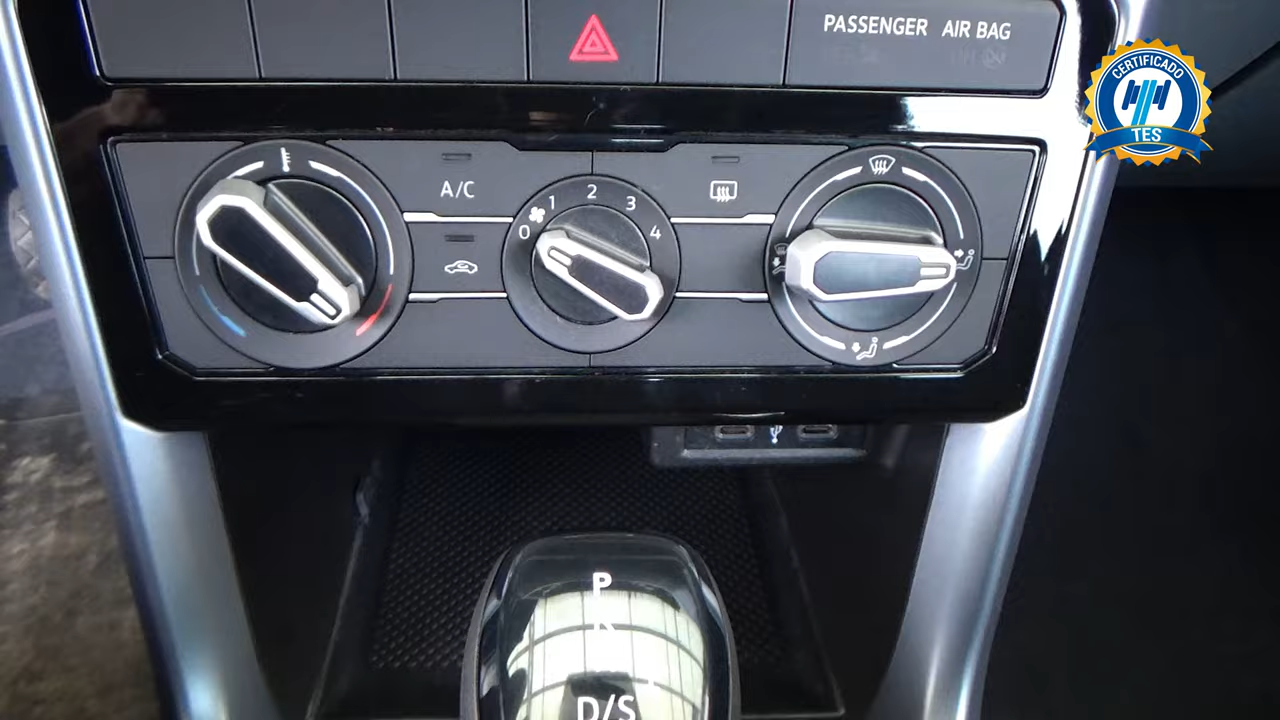 PASSENGER AIR BAG
CERTIFICADO
TES
A/C
0 1 2 3 4
P
R
D/S